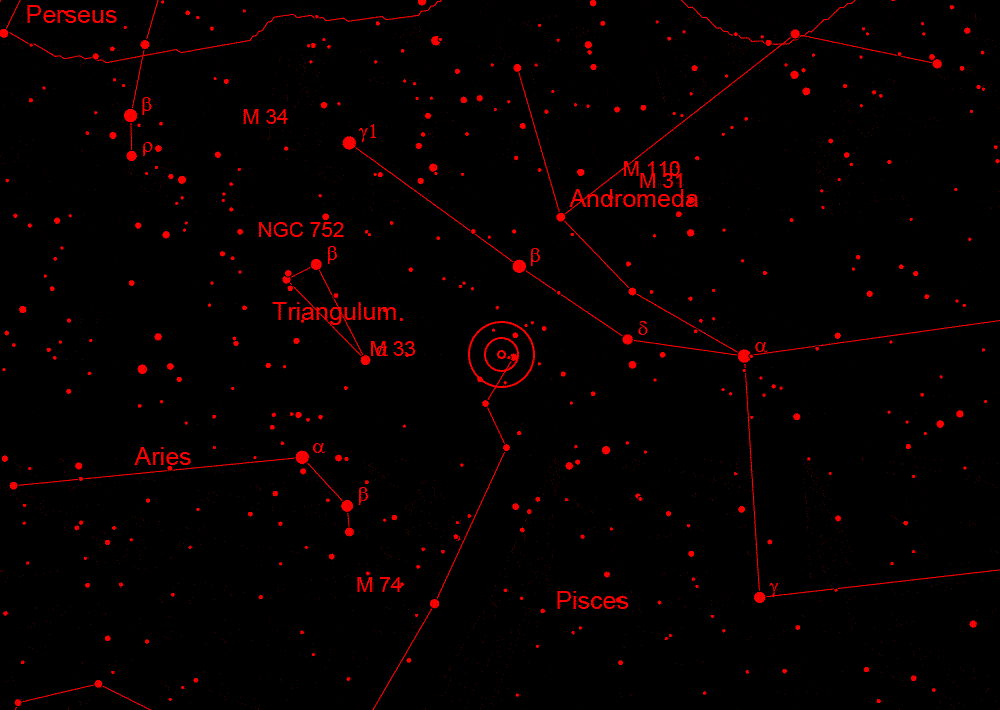 Perseus
β
M 34
γ1
ρ
M 110
M 31
Andromeda
NGC 752
β
β
Triangulum
δ
M 33
α
Aries
α
β
M 74
γ
Pisces